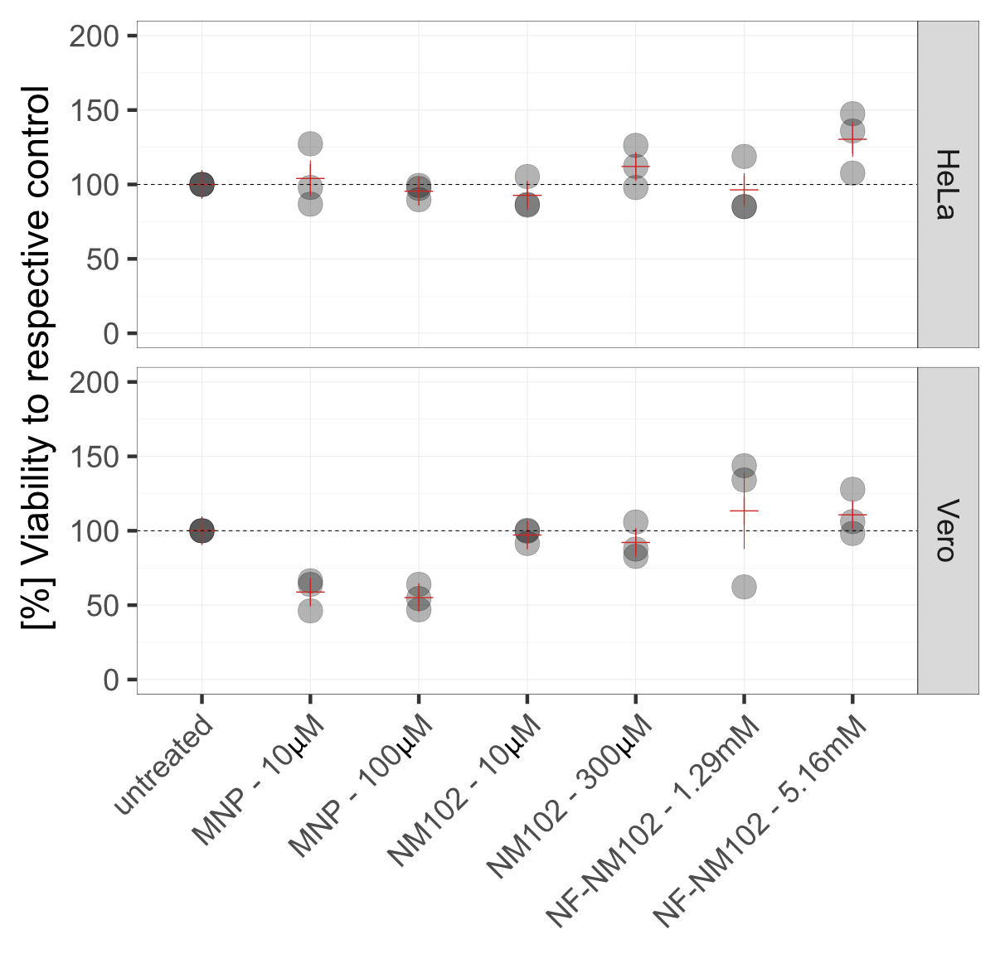 [%] Viability to respective control
200
150
100
50
0
HeLa
200
150
100
50
0
Vero
untreated
MNP - 10µM
MNP - 100µM
NM102 - 10µM
NM102 - 300µM
NF-NM102 - 1.29mM
NF-NM102 - 5.16mM